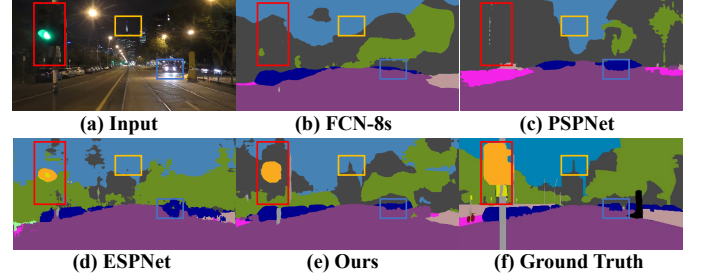 (a) Input
(b) FCN-8s
(c) PSPNet
(d) ESPNet
(e) Ours
(f) Ground Truth